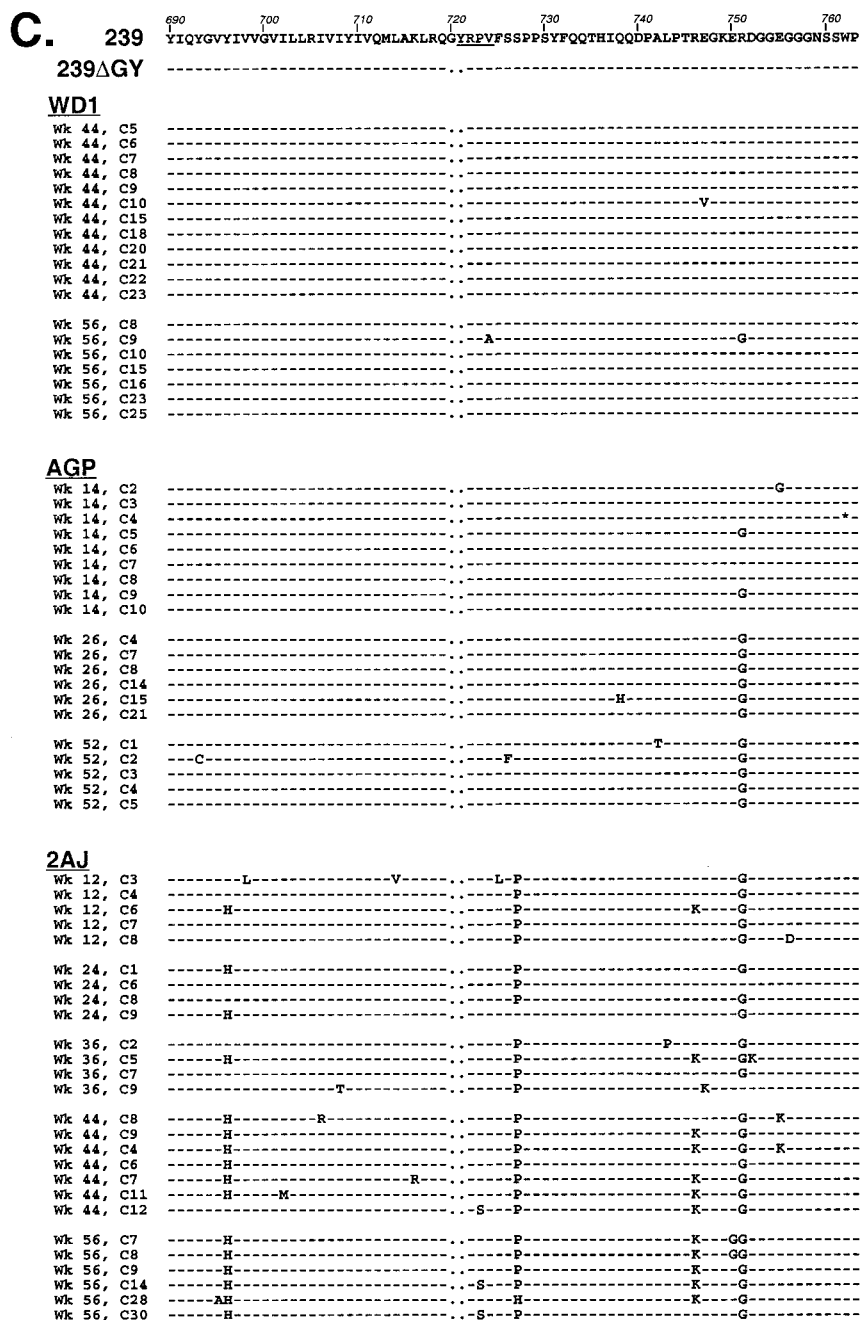 C.
690 700 710 720 730 740 750 760
239 YIQYGVYIVVGVILLRIVIYIVQMLAKLRQGYRPVFSSPPSYFQQTHIQQDPALPTREGKERDGGEGGGNSSWP
239ΔGY ------------------------------..------------------------------------------
WD1
Wk 44, C5 ------------------------------..------------------------------------------
Wk 44, C6 ------------------------------..------------------------------------------
Wk 44, C7 ------------------------------..------------------------------------------
Wk 44, C8 ------------------------------..------------------------------------------
Wk 44, C9 ------------------------------..------------------------------------------
Wk 44, C10 ------------------------------..-------------------------V----------------
Wk 44, C15 ------------------------------..------------------------------------------
Wk 44, C18 ------------------------------..------------------------------------------
Wk 44, C20 ------------------------------..------------------------------------------
Wk 44, C21 ------------------------------..------------------------------------------
Wk 44, C22 ------------------------------..------------------------------------------
Wk 44, C23 ------------------------------..------------------------------------------
Wk 56, C8 ------------------------------..------------------------------------------
Wk 56, C9 ------------------------------..--A--------------------------G------------
Wk 56, C10 ------------------------------..------------------------------------------
Wk 56, C15 ------------------------------..------------------------------------------
Wk 56, C16 ------------------------------..------------------------------------------
Wk 56, C23 ------------------------------..------------------------------------------
Wk 56, C25 ------------------------------..------------------------------------------
AGP
Wk 14, C2 ------------------------------..---------------------------------G--------
Wk 14, C3 ------------------------------..------------------------------------------
Wk 14, C4 ------------------------------..----------------------------------------*-
Wk 14, C5 ------------------------------..-----------------------------G------------
Wk 14, C6 ------------------------------..------------------------------------------
Wk 14, C7 ------------------------------..------------------------------------------
Wk 14, C8 ------------------------------..------------------------------------------
Wk 14, C9 ------------------------------..-----------------------------G------------
Wk 14, C10 ------------------------------..------------------------------------------
Wk 26, C4 ------------------------------..-----------------------------G------------
Wk 26, C7 ------------------------------..-----------------------------G------------
Wk 26, C8 ------------------------------..-----------------------------G------------
Wk 26, C14 ------------------------------..-----------------------------G------------
Wk 26, C15 ------------------------------..----------------H------------G------------
Wk 26, C21 ------------------------------..-----------------------------G------------
Wk 52, C1 ------------------------------..--------------------T--------G------------
Wk 52, C2 ---C--------------------------..----F------------------------G------------
Wk 52, C3 ------------------------------..-----------------------------G------------
Wk 52, C4 ------------------------------..-----------------------------G------------
Wk 52, C5 ------------------------------..-----------------------------G------------
2AJ
Wk 12, C3 --------L---------------V-----..---L-P-----------------------G------------
Wk 12, C4 ------------------------------..-----P-----------------------G------------
Wk 12, C6 ------H-----------------------..-----P------------------K----G------------
Wk 12, C7 ------------------------------..-----P-----------------------G------------
Wk 12, C8 ------------------------------..-----P----------------------------D-------
Wk 24, C1 ------H-----------------------..-----P-----------------------G------------
Wk 24, C6 ------------------------------..-----P------------------------------------
Wk 24, C8 ------------------------------..-----P-----------------------G------------
Wk 24, C9 ------H-----------------------..-----------------------------G------------
Wk 36, C2 ------------------------------..-----P---------------P-------G------------
Wk 36, C5 ------H-----------------------..-----P------------------K----GK-----------
Wk 36, C7 ------------------------------..-----P-----------------------G------------
Wk 36, C9 ------------------T-----------..-----P-------------------K----------------
Wk 44, C8 ------H---------R-------------..-----P-----------------------G---K--------
Wk 44, C9 ------H-----------------------..-----P------------------K----G------------
Wk 44, C4 ------H-----------------------..-----P------------------K----G---K--------
Wk 44, C6 ------H-----------------------..-----P-----------------------G------------
Wk 44, C7 ------H-------------------R---..-----P------------------K----G------------
Wk 44, C11 ------H-----M-----------------..-----P------------------K----G------------
Wk 44, C12 ------------------------------..-S---P------------------K----G------------
Wk 56, C7 ------H-----------------------..-----P------------------K---GG------------
Wk 56, C8 ------H-----------------------..-----P------------------K---GG------------
Wk 56, C9 ------H-----------------------..-----P------------------K----G------------
Wk 56, C14 ------H-----------------------..-S---P------------------K----G------------
Wk 56, C28 -----AH-----------------------..-----H------------------K----G------------
Wk 56, C30 ------H-----------------------..-S---P-----------------------G------------